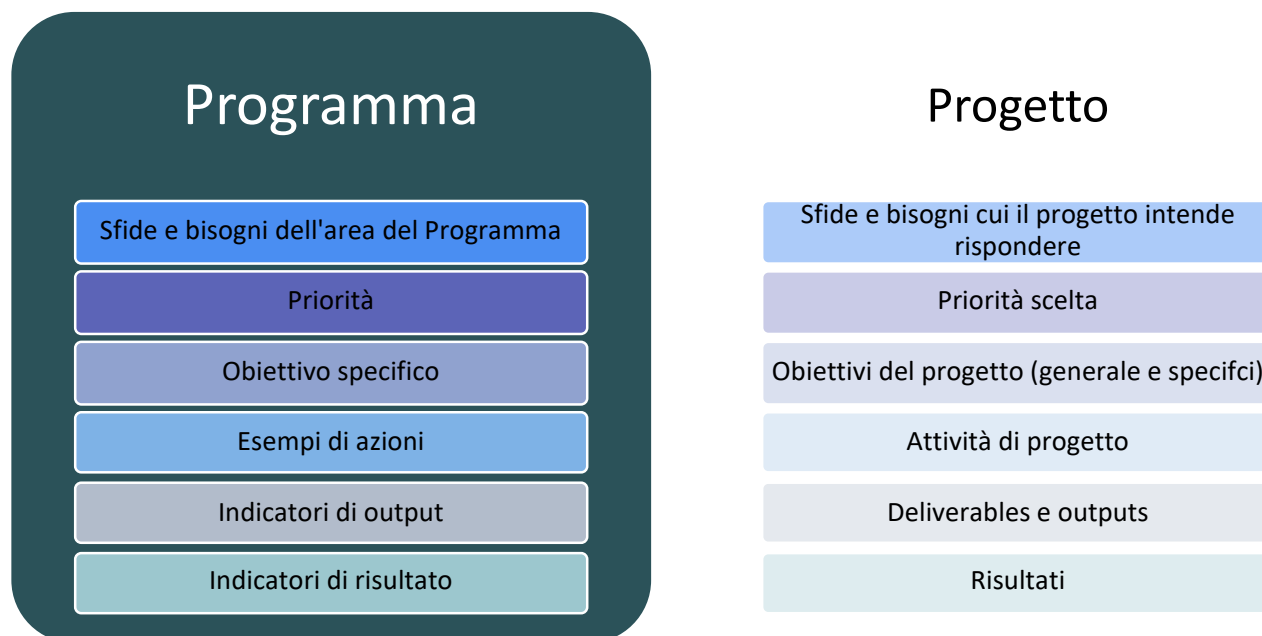 Programma
Sfide e bisogni dell'area del Programma
Priorità
Obiettivo specifico
Esempi di azioni
Indicatori di output
Indicatori di risultato
Progetto
Sfide e bisogni cui il progetto intende
rispondere
Priorità scelta
Obiettivi del progetto (generale e specifci)
Attività di progetto
Deliverables e outputs
Risultati